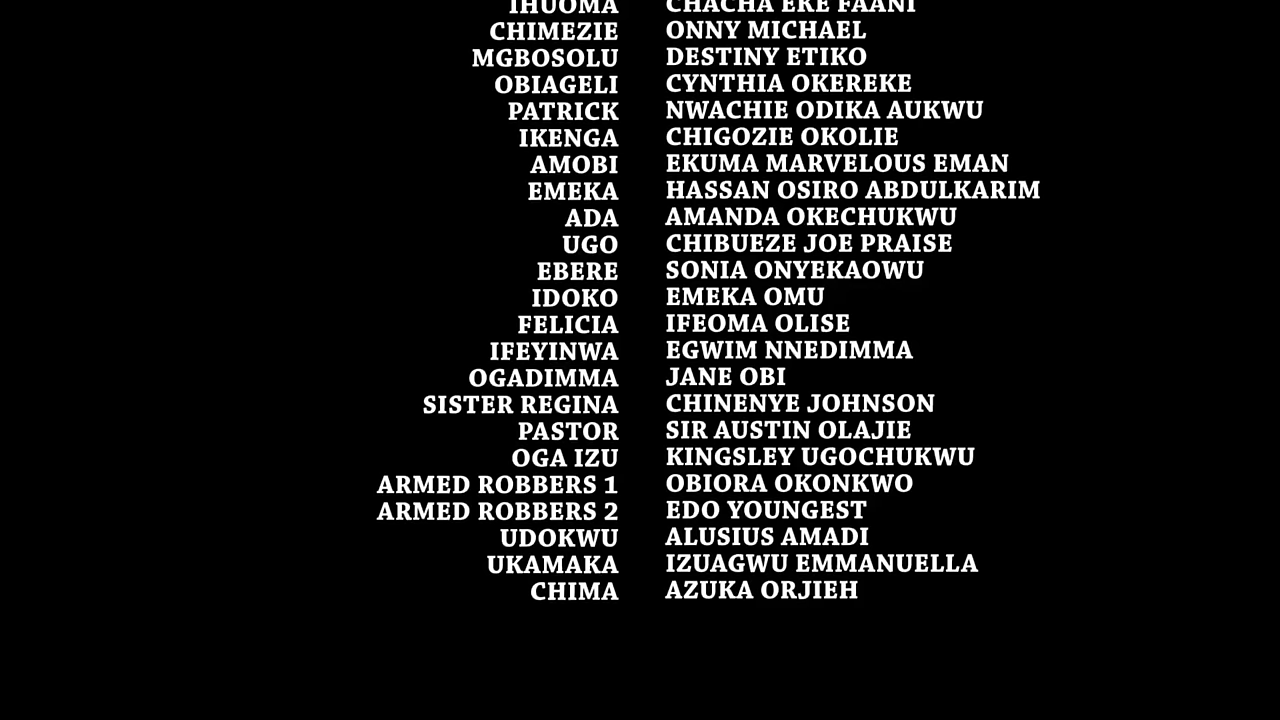 IHUOMA CHACHA EKE FAANI
CHIMEZIE ONNY MICHAEL
MGBOSOLU DESTINY ETIKO
OBIAGELI CYNTHIA OKEREKE
PATRICK NWACHIE ODIKA AUKWU
IKENGA CHIGOZIE OKOLIE
AMOBI EKUMA MARVELOUS EMAN
EMEKA HASSAN OSIRO ABDULKARIM
ADA AMANDA OKECHUKWU
UGO CHIBUEZE JOE PRAISE
EBERE SONIA ONYEKAOWU
IDOKO EMEKA OMU
FELICIA IFEOMA OLISE
IFEYINWA EGWIM NNEDIMMA
OGADIMMA JANE OBI
SISTER REGINA CHINENYE JOHNSON
PASTOR SIR AUSTIN OLAJIE
OGA IZU KINGSLEY UGOCHUKWU
ARMED ROBBERS 1 OBIORA OKONKWO
ARMED ROBBERS 2 EDO YOUNGEST
UDOKWU ALUSIUS AMADI
UKAMAKA IZUAGWU EMMANUELLA
CHIMA AZUKA ORJIEH